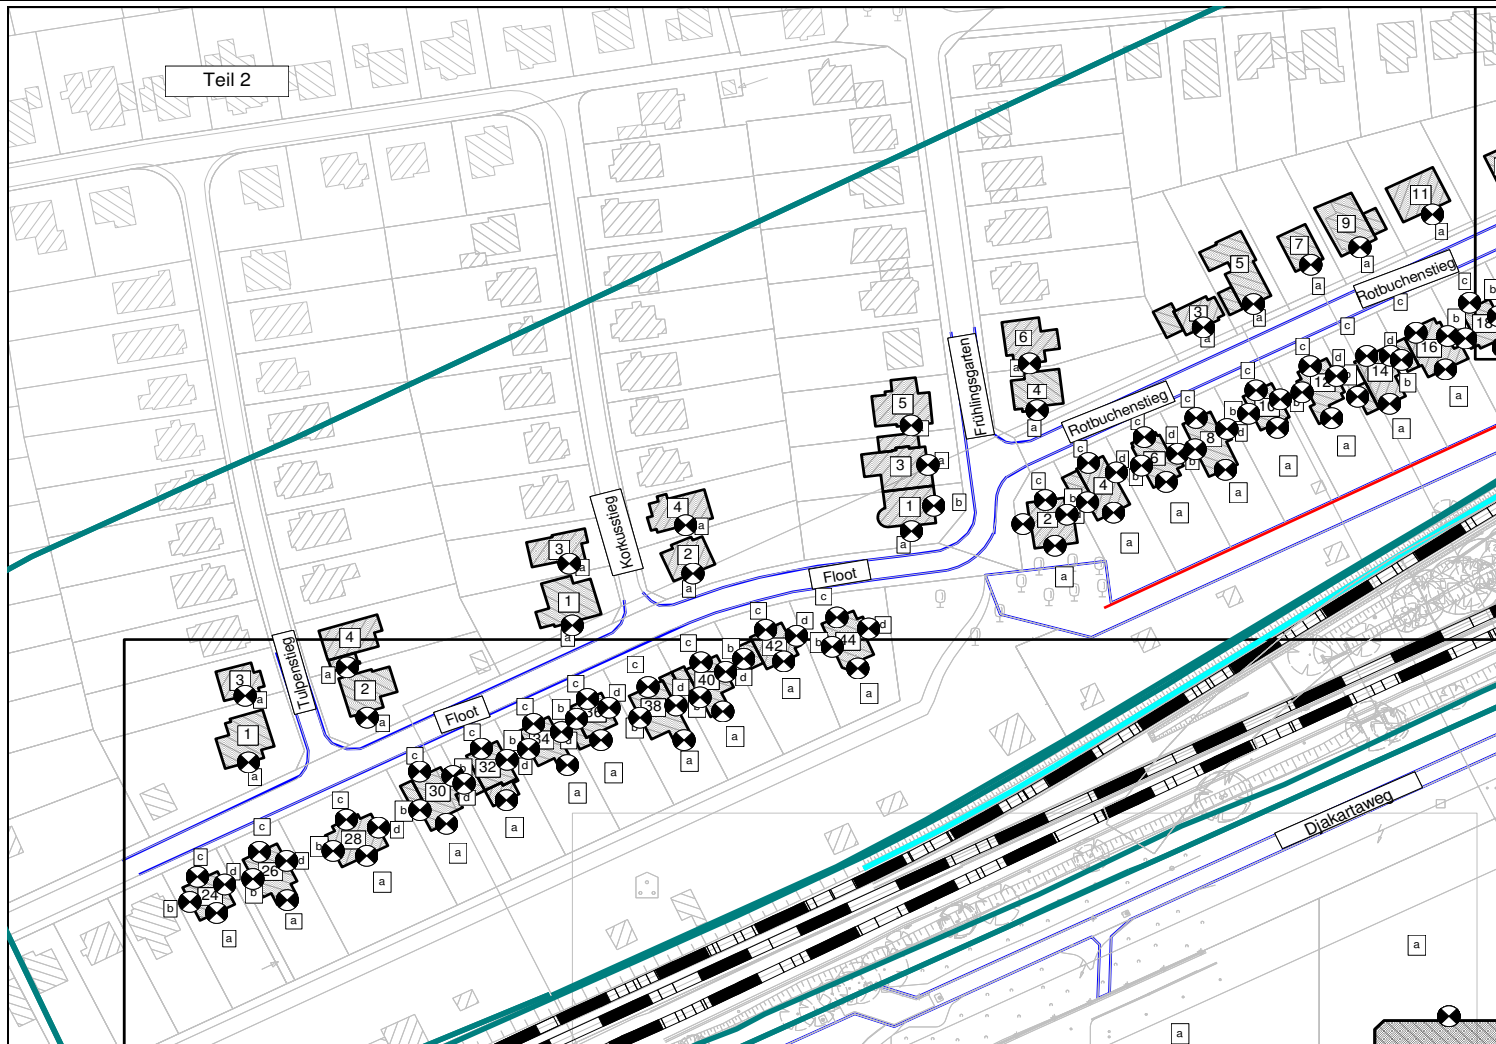 Teil 2
11
a
9
a
7
a
5
a
3
a
Rotbuchenstieg
c
b
18
c
c
d
16
b
a
c
d
14
b
a
c
d
12
a
c
b
10
a
c
d
8
a
c
d
6
b
a
c
d
4
b
a
c
2
a
Rotbuchenstieg
Frühlingsgarten
6
a
4
a
5
3
a
1
b
a
Floot
Korkusstieg
4
a
2
a
3
a
1
a
c
d
44
a
c
d
42
b
a
c
d
40
b
a
c
d
38
b
a
c
d
36
b
a
c
d
34
b
a
c
d
32
b
a
c
d
30
b
a
Floot
Tulpenstieg
4
a
2
a
3
a
1
a
c
d
28
b
a
c
d
26
b
a
c
d
24
b
a
Djakartaweg
a
a